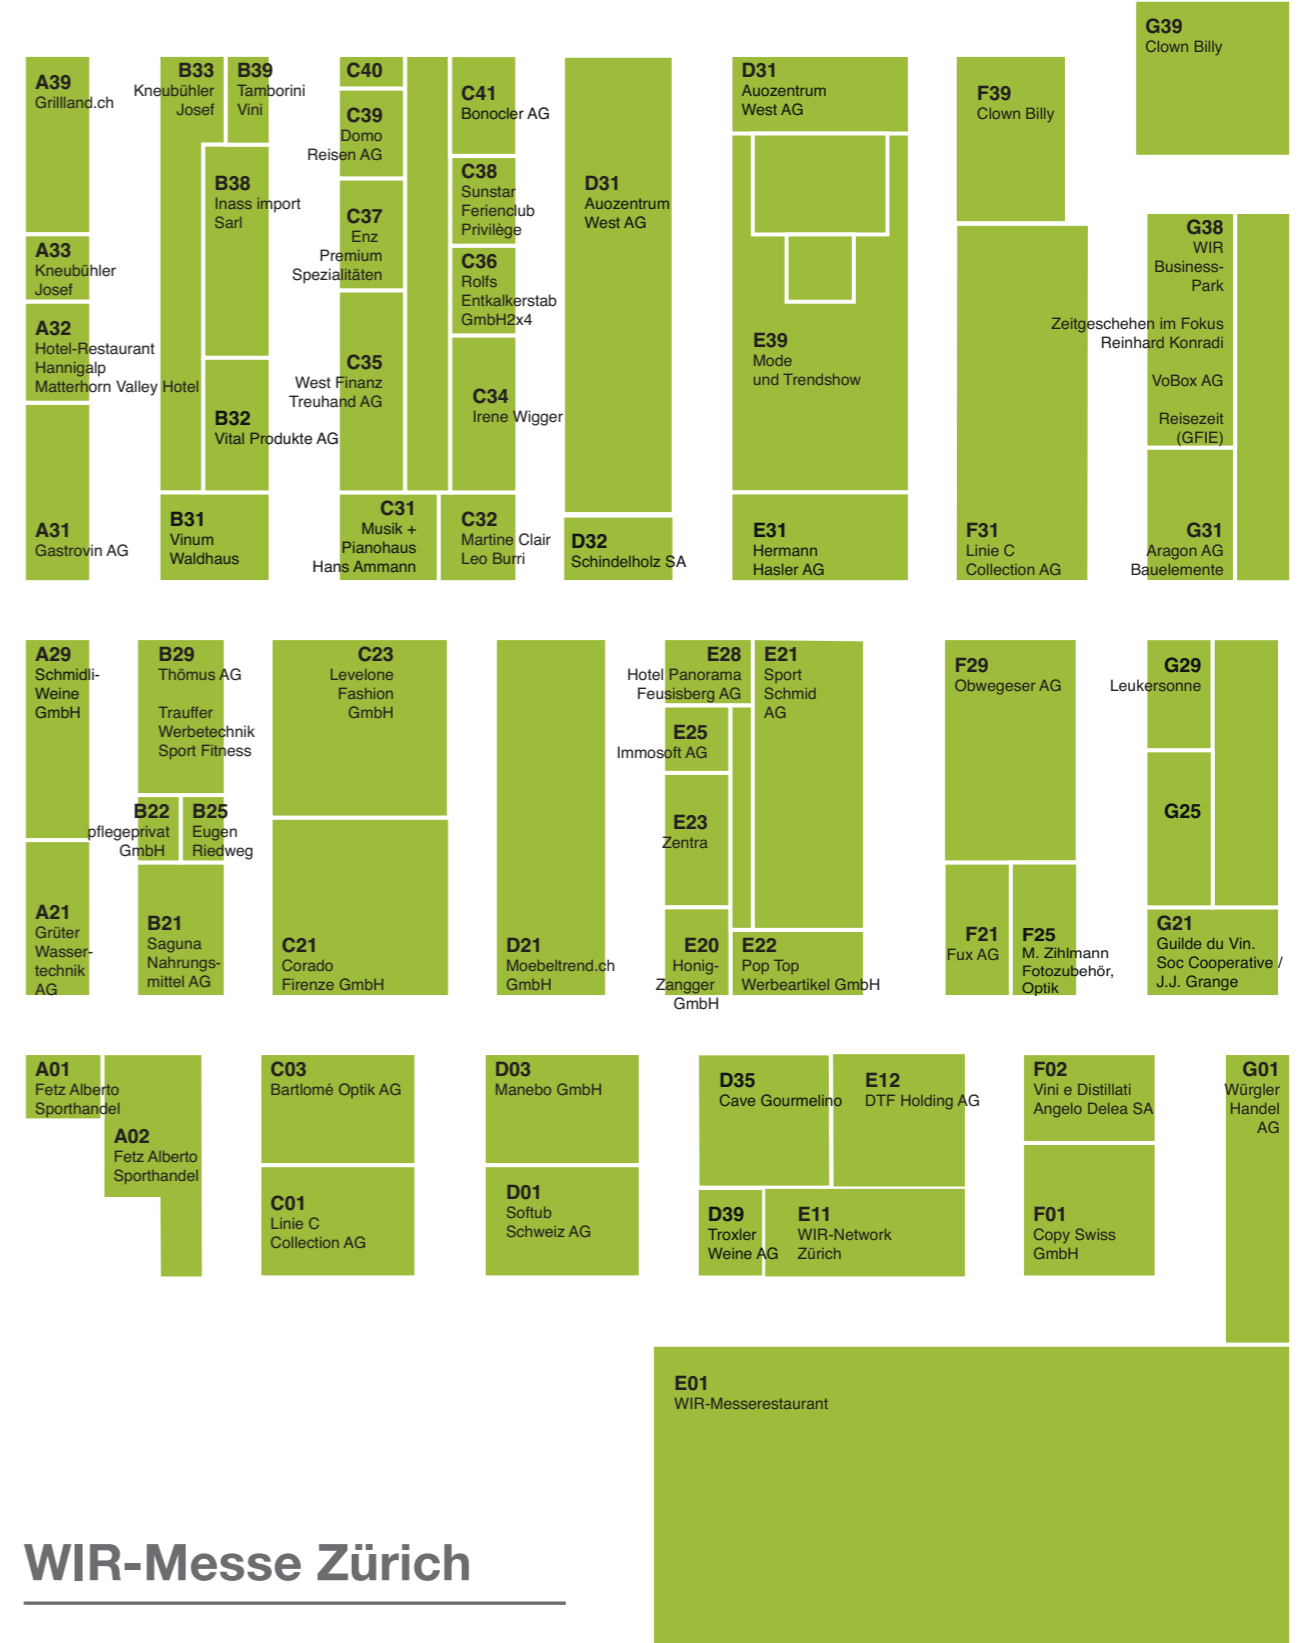 G39
Clown Billy
A39
Grillland.ch
B33
Kneubühler
Josef
B39
Tamborini
Vini
C40
C39
Domo
Reisen AG
C41
Bonocler AG
D31
Auozentrum
West AG
F39
Clown Billy
B38
Inass import
Sarl
C38
Sunstar
Ferienclub
Privilège
D31
Auozentrum
West AG
C37
Enz
Premium
Spezialitäten
G38
WIR
Business-
Park
Zeitgeschehen im Fokus
Reinhard Konradi
VoBox AG
Reisezeit
(GFIE)
A33
Kneubühler
Josef
C36
Rolfs
Entkalkerstab
GmbH2x4
A32
Hotel-Restaurant
Hannigalp
Matterhorn Valley Hotel
E39
Mode
und Trendshow
C35
West Finanz
Treuhand AG
C34
Irene Wigger
B32
Vital Produkte AG
A31
Gastrovin AG
B31
Vinum
Waldhaus
C31
Musik +
Pianohaus
Hans Ammann
C32
Martine Clair
Leo Burri
D32
Schindelholz SA
E31
Hermann
Hasler AG
F31
Linie C
Collection AG
G31
Aragon AG
Bauelemente
A29
Schmidli-
Weine
GmbH
B29
Thömus AG
Trauffer
Werbetechnik
Sport Fitness
C23
Levelone
Fashion
GmbH
E28
Hotel Panorama
Feusisberg AG
E21
Sport
Schmid
AG
F29
Obwegeser AG
G29
Leukersonne
E25
Immosoft AG
B22
pflegeprivat
GmbH
B25
Eugen
Riedweg
E23
Zentra
G25
A21
Grüter
Wasser-
technik
AG
B21
Saguna
Nahrungs-
mittel AG
C21
Corado
Firenze GmbH
D21
Moebeltrend.ch
GmbH
E20
Honig-
Zangger
GmbH
E22
Pop Top
Werbeartikel GmbH
F21
Fux AG
F25
M. Zihlmann
Fotozubehör,
Optik
G21
Guilde du Vin.
Soc Cooperative /
J.J. Grange
A01
Fetz Alberto
Sporthandel
A02
Fetz Alberto
Sporthandel
C03
Bartlomé Optik AG
D03
Manebo GmbH
D35
Cave Gourmelino
E12
DTF Holding AG
F02
Vini e Distillati
Angelo Delea SA
G01
Würgler
Handel
AG
C01
Linie C
Collection AG
D01
Softub
Schweiz AG
D39
Troxler
Weine AG
E11
WIR-Network
Zürich
F01
Copy Swiss
GmbH
E01
WIR-Messerestaurant
WIR-Messe Zürich